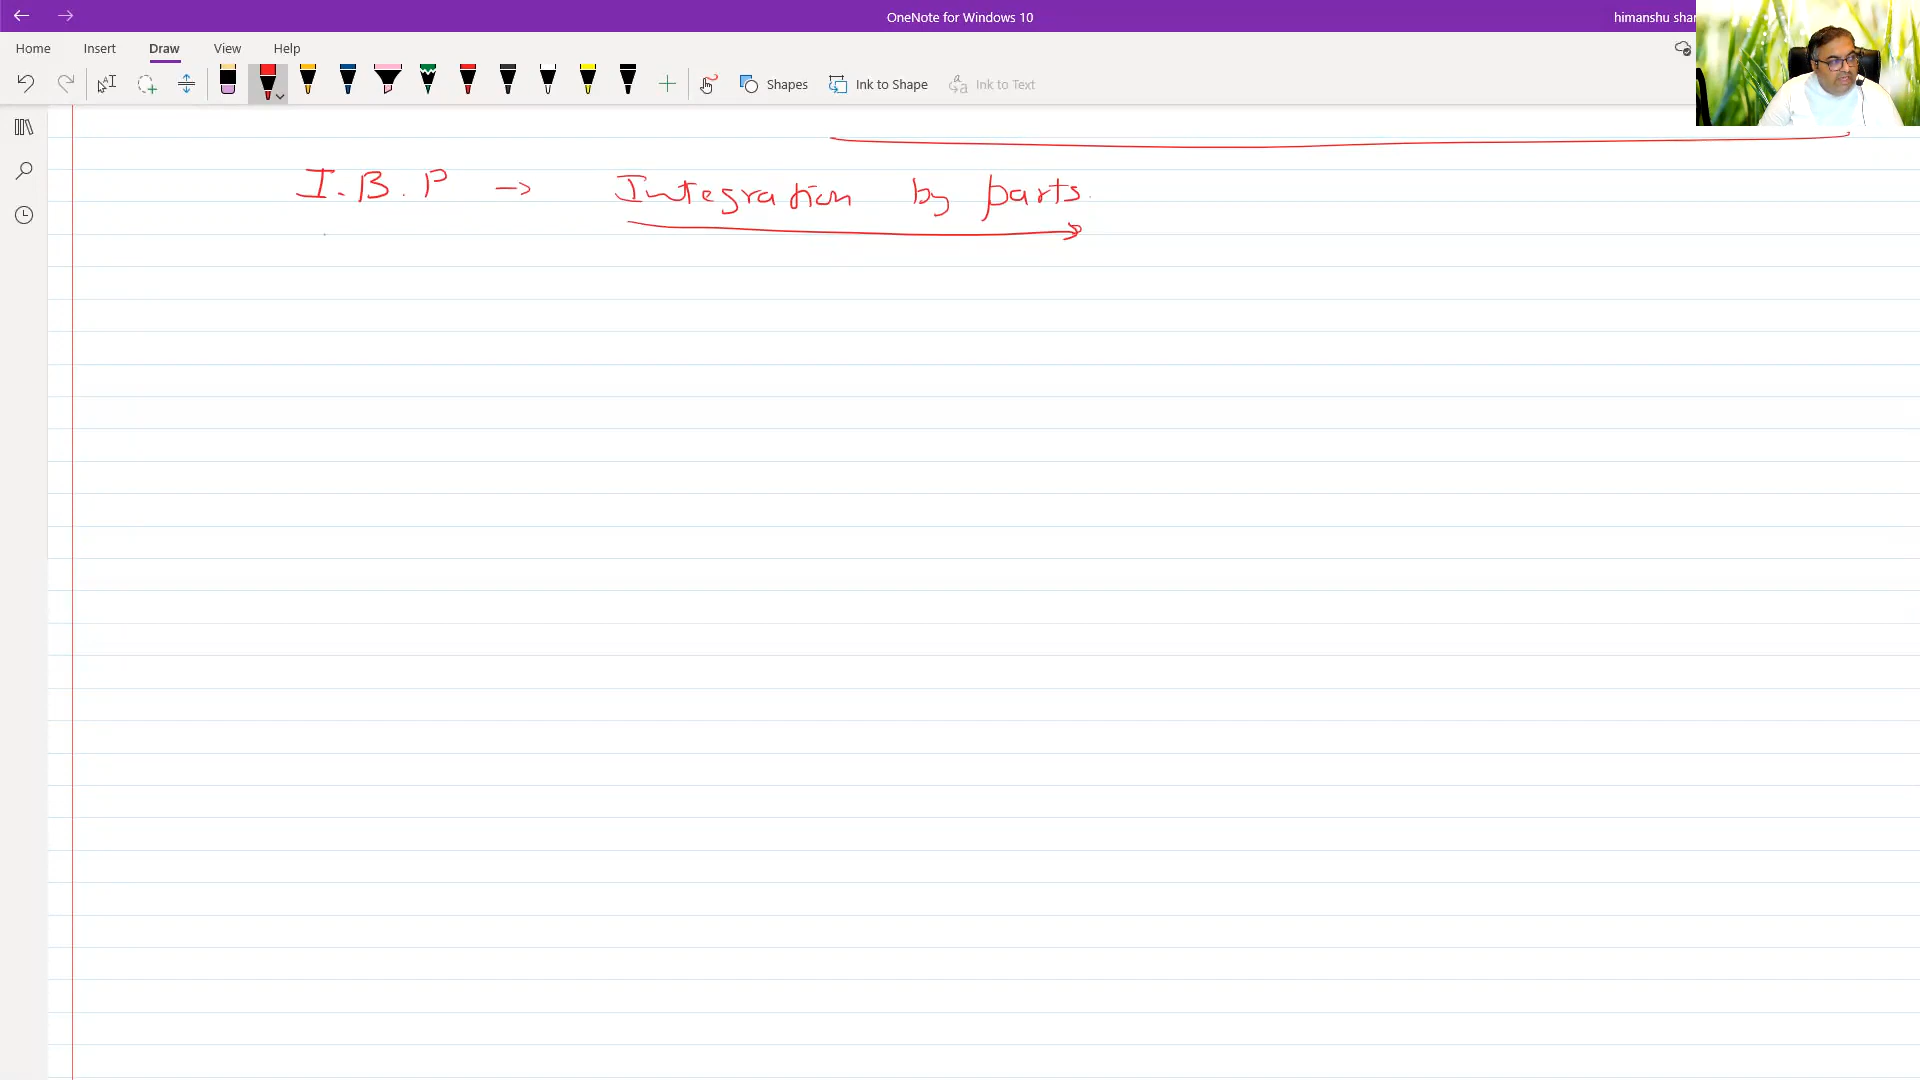 OneNote for Windows 10
himanshu shar
Home Insert Draw View Help
Shapes Ink to Shape Ink to Text
I.B.P → Integration by parts.